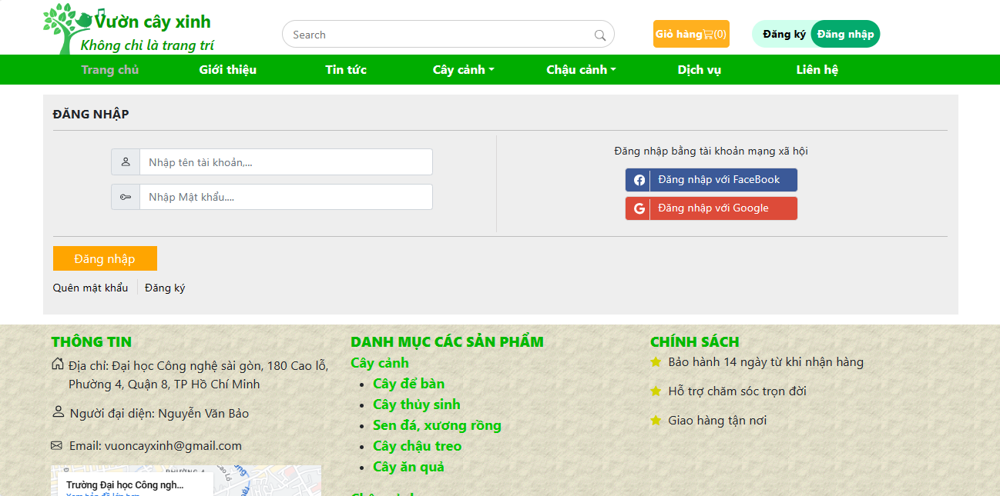 Vườn cây xinh
Không chỉ là trang trí
Search
Giỏ hàng(0)
Đăng ký
Đăng nhập
Trang chủ
Giới thiệu
Tin tức
Cây cảnh
Chậu cảnh
Dịch vụ
Liên hệ
ĐĂNG NHẬP
Nhập tên tài khoản,...
Nhập Mật khẩu....
Đăng nhập bằng tài khoản mạng xã hội
Đăng nhập với FaceBook
Đăng nhập với Google
Đăng nhập
Quên mật khẩu
Đăng ký
THÔNG TIN
Địa chỉ: Đại học Công nghệ sài gòn, 180 Cao lỗ,
Phường 4, Quận 8, TP Hồ Chí Minh
Người đại diện: Nguyễn Văn Bảo
Email: vuoncayxinh@gmail.com
PHƯỜNG 4
Cao Lỗ
Trường Đại học Công ngh...
DANH MỤC CÁC SẢN PHẨM
Cây cảnh
Cây để bàn
Cây thủy sinh
Sen đá, xương rồng
Cây chậu treo
Cây ăn quả
CHÍNH SÁCH
Bảo hành 14 ngày từ khi nhận hàng
Hỗ trợ chăm sóc trọn đời
Giao hàng tận nơi